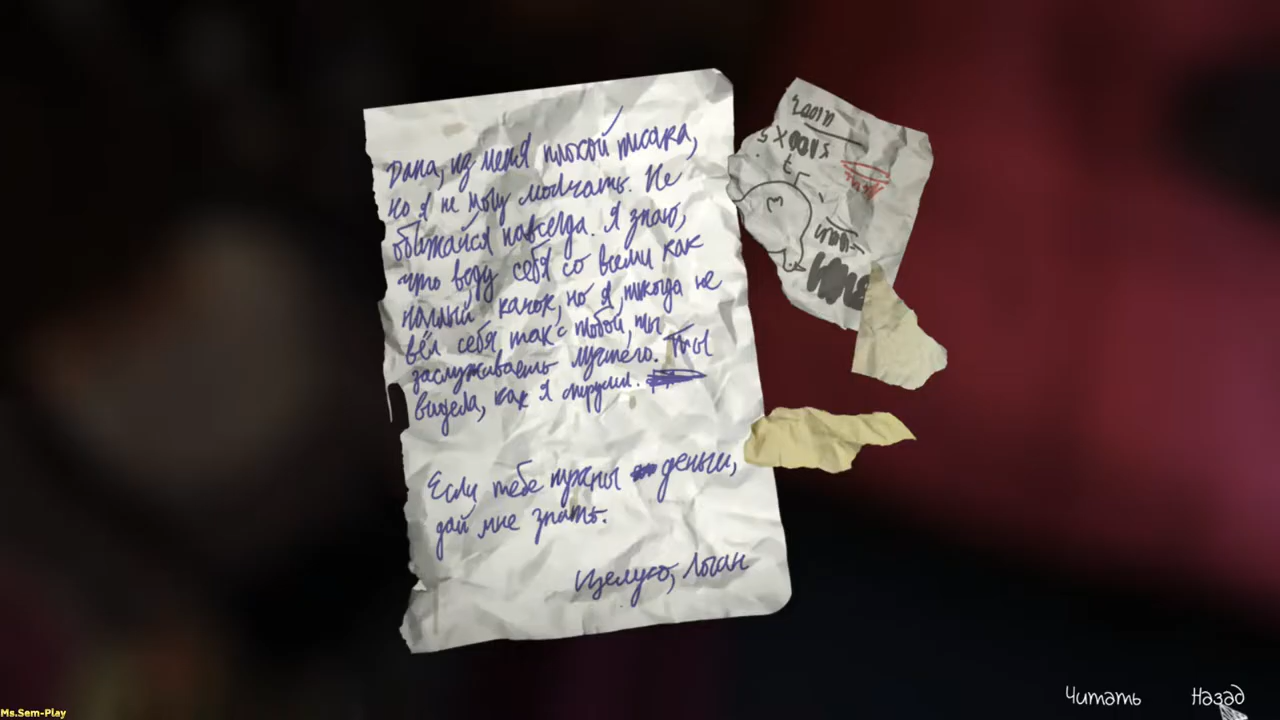 Дана, из меня плохой писака,
но я не могу молчать. Не
обижайся навсегда. Я знаю,
что веду себя со всеми как
полный качок, но я никогда не
вёл себя так с тобой, ты
заслуживаешь лучшего. Ты
видела, как я струсил.
Если тебе нужны деньги,
дай мне знать.
Целую, Логан
Читать
Назад
Ms.Sem-Play